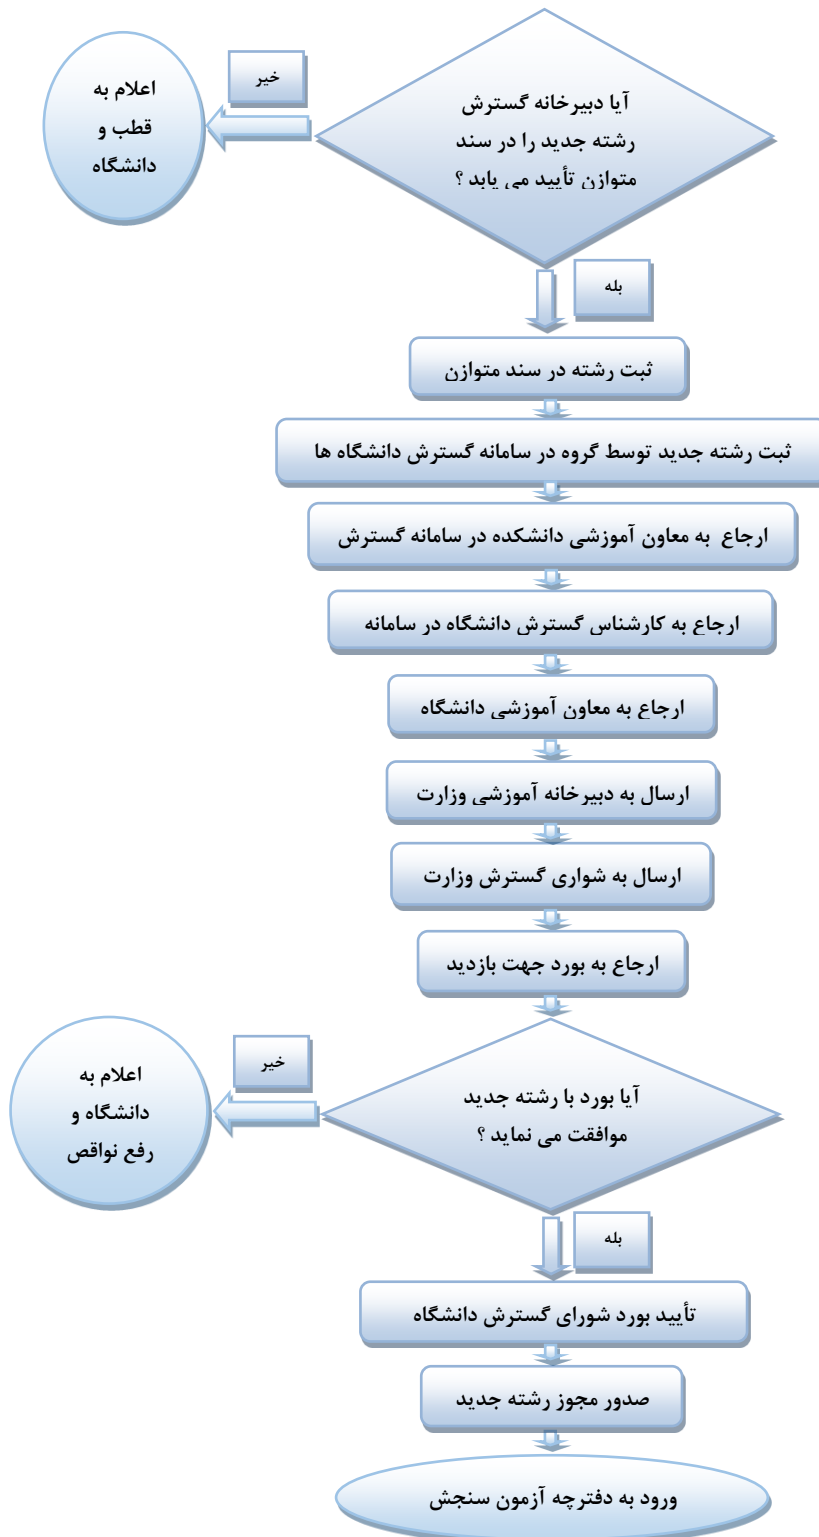 آیا دبیرخانه گسترش
رشته جدید را در سند
متوازن تأیید می یابد ؟
خیر
اعلام به
قطب و
دانشگاه
بله
ثبت رشته در سند متوازن
ثبت رشته جدید توسط گروه در سامانه گسترش دانشگاه ها
ارجاع به معاون آموزشی دانشکده در سامانه گسترش
ارجاع به کارشناس گسترش دانشگاه در سامانه
ارجاع به معاون آموزشی دانشگاه
ارسال به دبیرخانه آموزشی وزارت
ارسال به شواری گسترش وزارت
ارجاع به بورد جهت بازدید
آیا بورد با رشته جدید
موافقت می نماید ؟
خیر
اعلام به
دانشگاه و
رفع نواقص
بله
تأیید بورد شورای گسترش دانشگاه
صدور مجوز رشته جدید
ورود به دفترچه آزمون سنجش